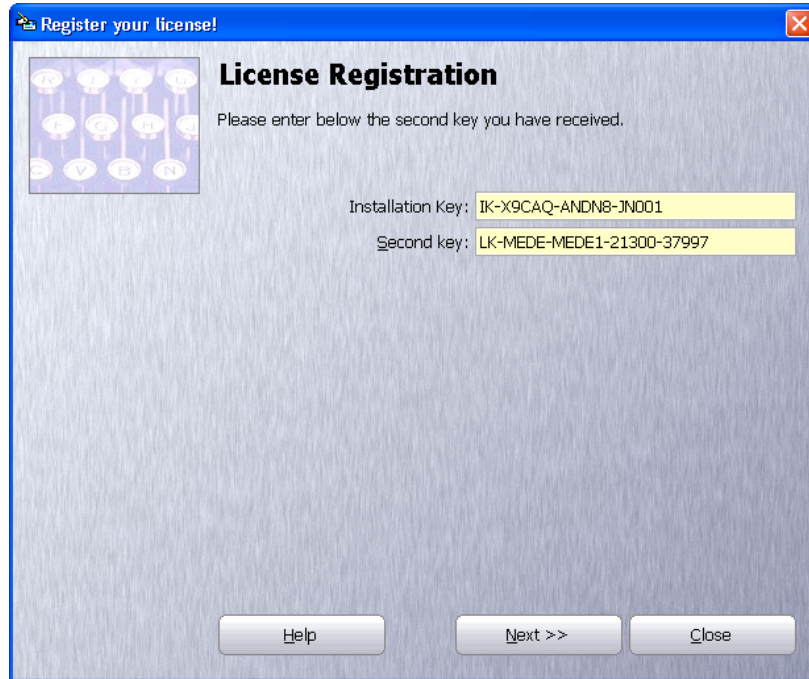 Register your license!
R T Y U
F G H J
C V B N
License Registration
Please enter below the second key you have received.
Installation Key: IK-X9CAQ-ANDN8-JN001
Second key: LK-MEDE-MEDE1-21300-37997
Help Next >> Close